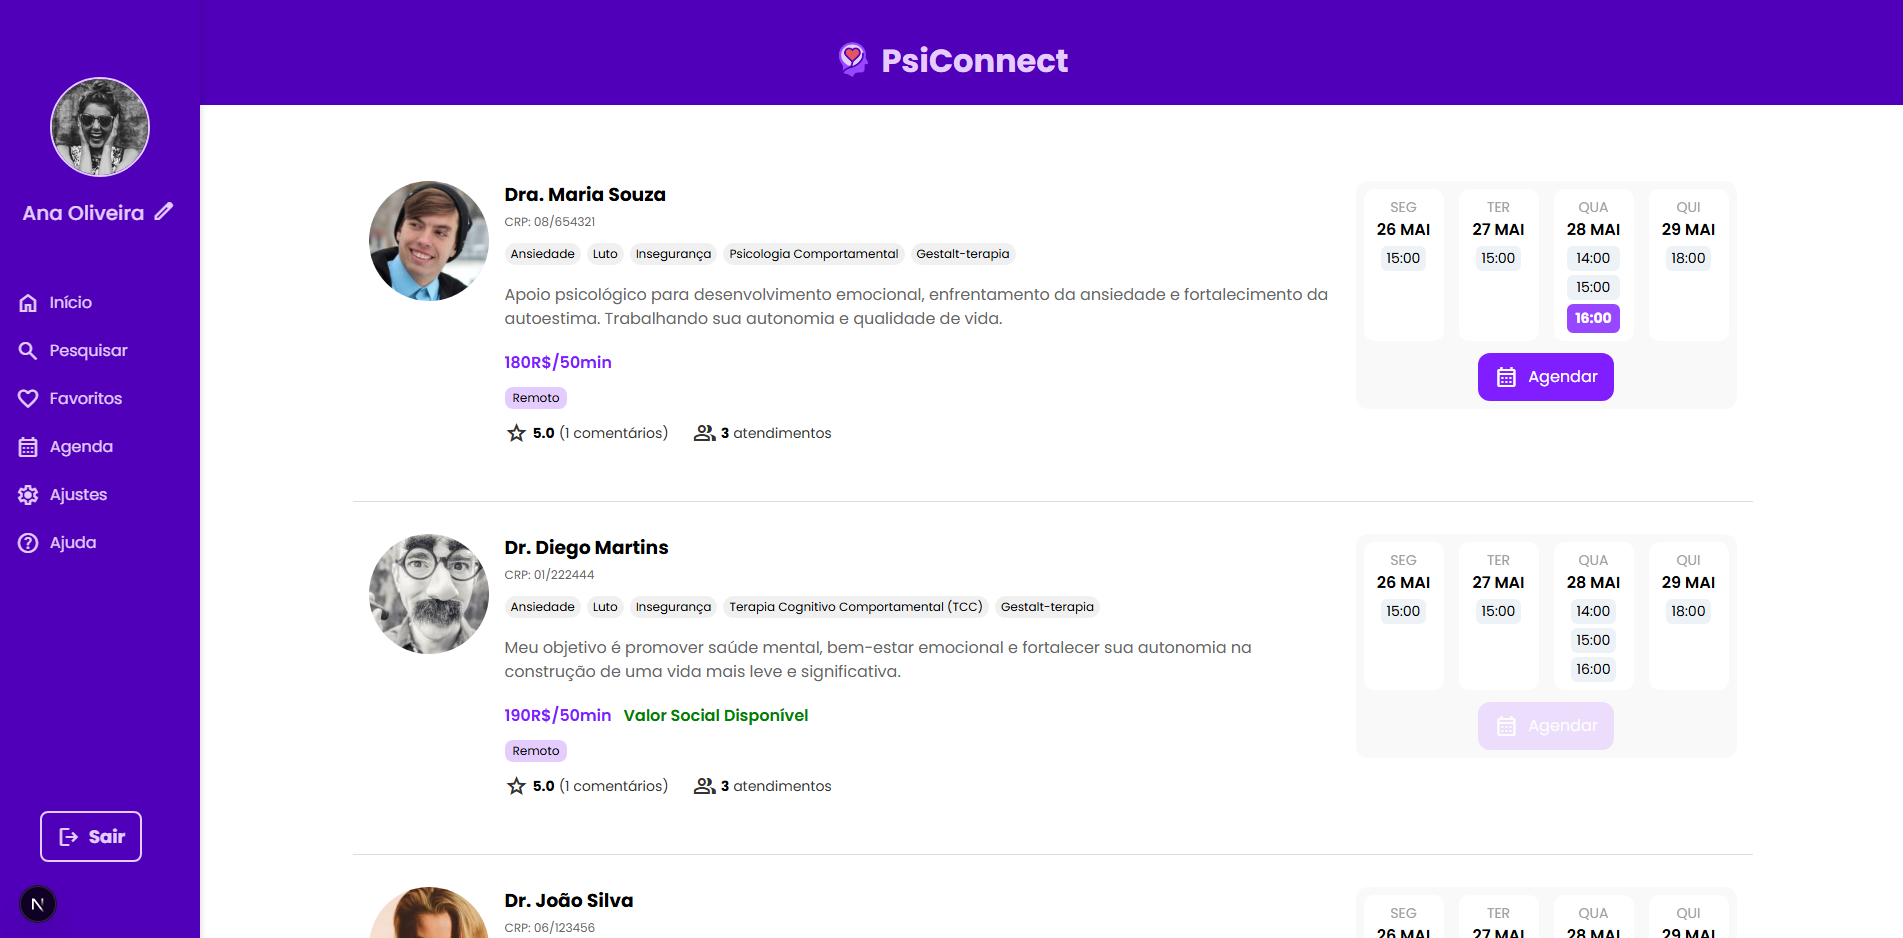 PsiConnect
Ana Oliveira
Início
Pesquisar
Favoritos
Agenda
Ajustes
Ajuda
Sair
N
Dra. Maria Souza
CRP: 08/654321
Ansiedade Luto Insegurança Psicologia Comportamental Gestalt-terapia
Apoio psicológico para desenvolvimento emocional, enfrentamento da ansiedade e fortalecimento da
autoestima. Trabalhando sua autonomia e qualidade de vida.
180R$/50min
Remoto
5.0 (1 comentários) 3 atendimentos
SEG TER QUA QUI
26 MAI 27 MAI 28 MAI 29 MAI
15:00 15:00 14:00 18:00
15:00
16:00
Agendar
Dr. Diego Martins
CRP: 01/222444
Ansiedade Luto Insegurança Terapia Cognitivo Comportamental (TCC) Gestalt-terapia
Meu objetivo é promover saúde mental, bem-estar emocional e fortalecer sua autonomia na
construção de uma vida mais leve e significativa.
190R$/50min Valor Social Disponível
Remoto
5.0 (1 comentários) 3 atendimentos
SEG TER QUA QUI
26 MAI 27 MAI 28 MAI 29 MAI
15:00 15:00 14:00 18:00
15:00
16:00
Agendar
Dr. João Silva
CRP: 06/123456
SEG TER QUA QUI
26 MAI 27 MAI 28 MAI 29 MAI